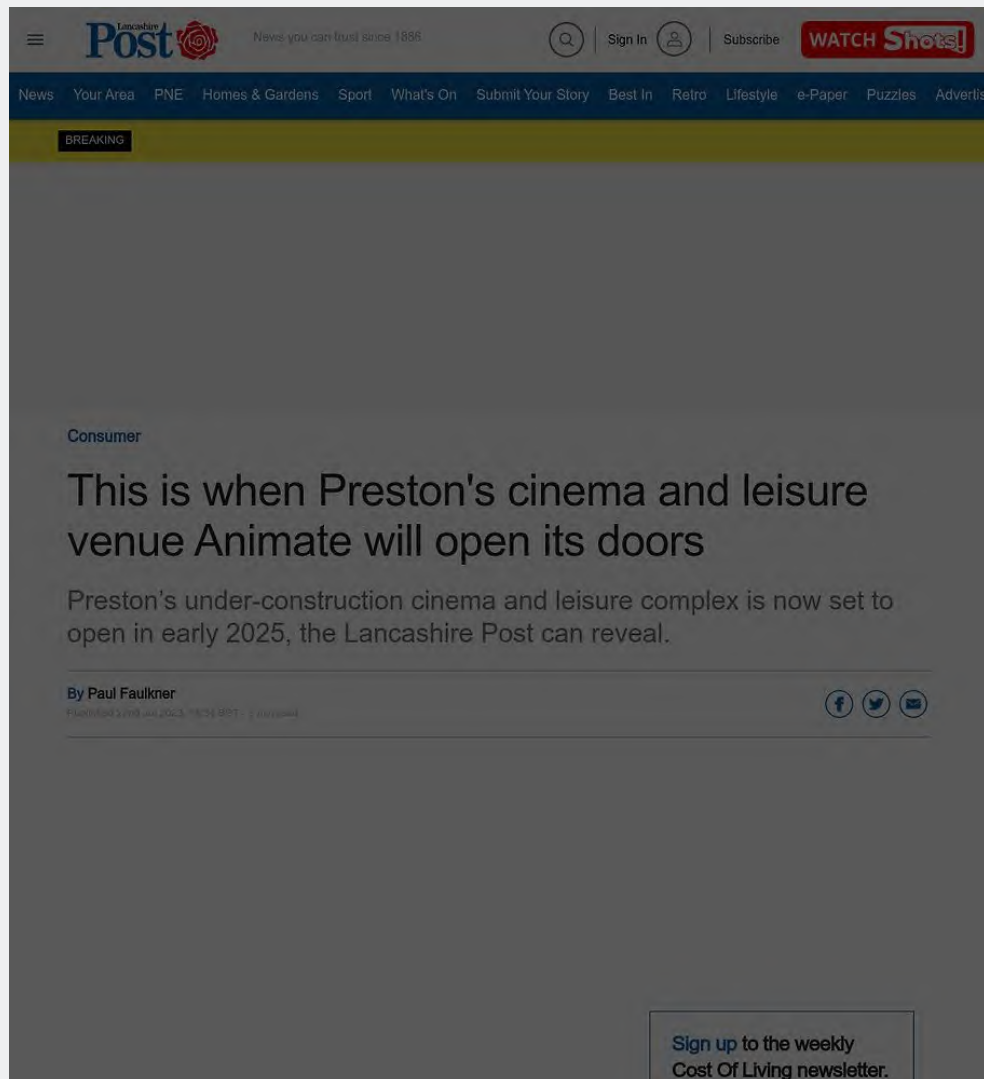 Lancashire
Post
News you can trust since 1886
Sign In
Subscribe
WATCH Shots!
News Your Area PNE Homes & Gardens Sport What's On Submit Your Story Best In Retro Lifestyle e-Paper Puzzles Advertis
BREAKING
Consumer
This is when Preston's cinema and leisure
venue Animate will open its doors
Preston's under-construction cinema and leisure complex is now set to
open in early 2025, the Lancashire Post can reveal.
By Paul Faulkner
Sign up to the weekly
Cost Of Living newsletter.